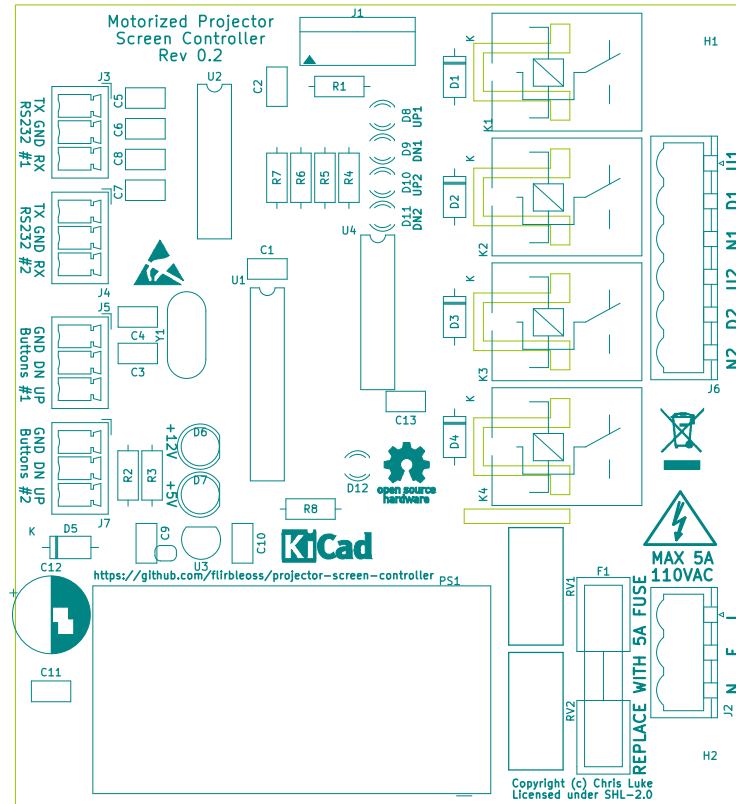 Motorized Projector
Screen Controller
Rev 0.2
J1
H1
U2
C2
R1
K
D1
K1
J3
C5
TX GND RX
RS232 #1
C6
C8
C7
D8
UP1
D9
DN1
D10
UP2
D11
DN2
R7
R6
R5
R4
K
D2
K2
U1
D1
N1
U2
D2
N2
J6
TX GND RX
RS232 #2
J4
U4
C1
U1
K
D3
K3
J5
C4
C3
Y1
GND DN UP
Buttons #1
C13
K
D4
K4
GND DN UP
Buttons #2
J7
+12V
D6
+5V
D7
R2
R3
D12
open source
hardware
R8
K
D5
C9
U3
C10
KiCad
MAX 5A
110VAC
C12
+
https://github.com/flirbleoss/projector-screen-controller
PS1
RV1
F1
REPLACE WITH 5A FUSE
C11
RV2
N
J2
H2
Copyright (c) Chris Luke
Licensed under SHL-2.0